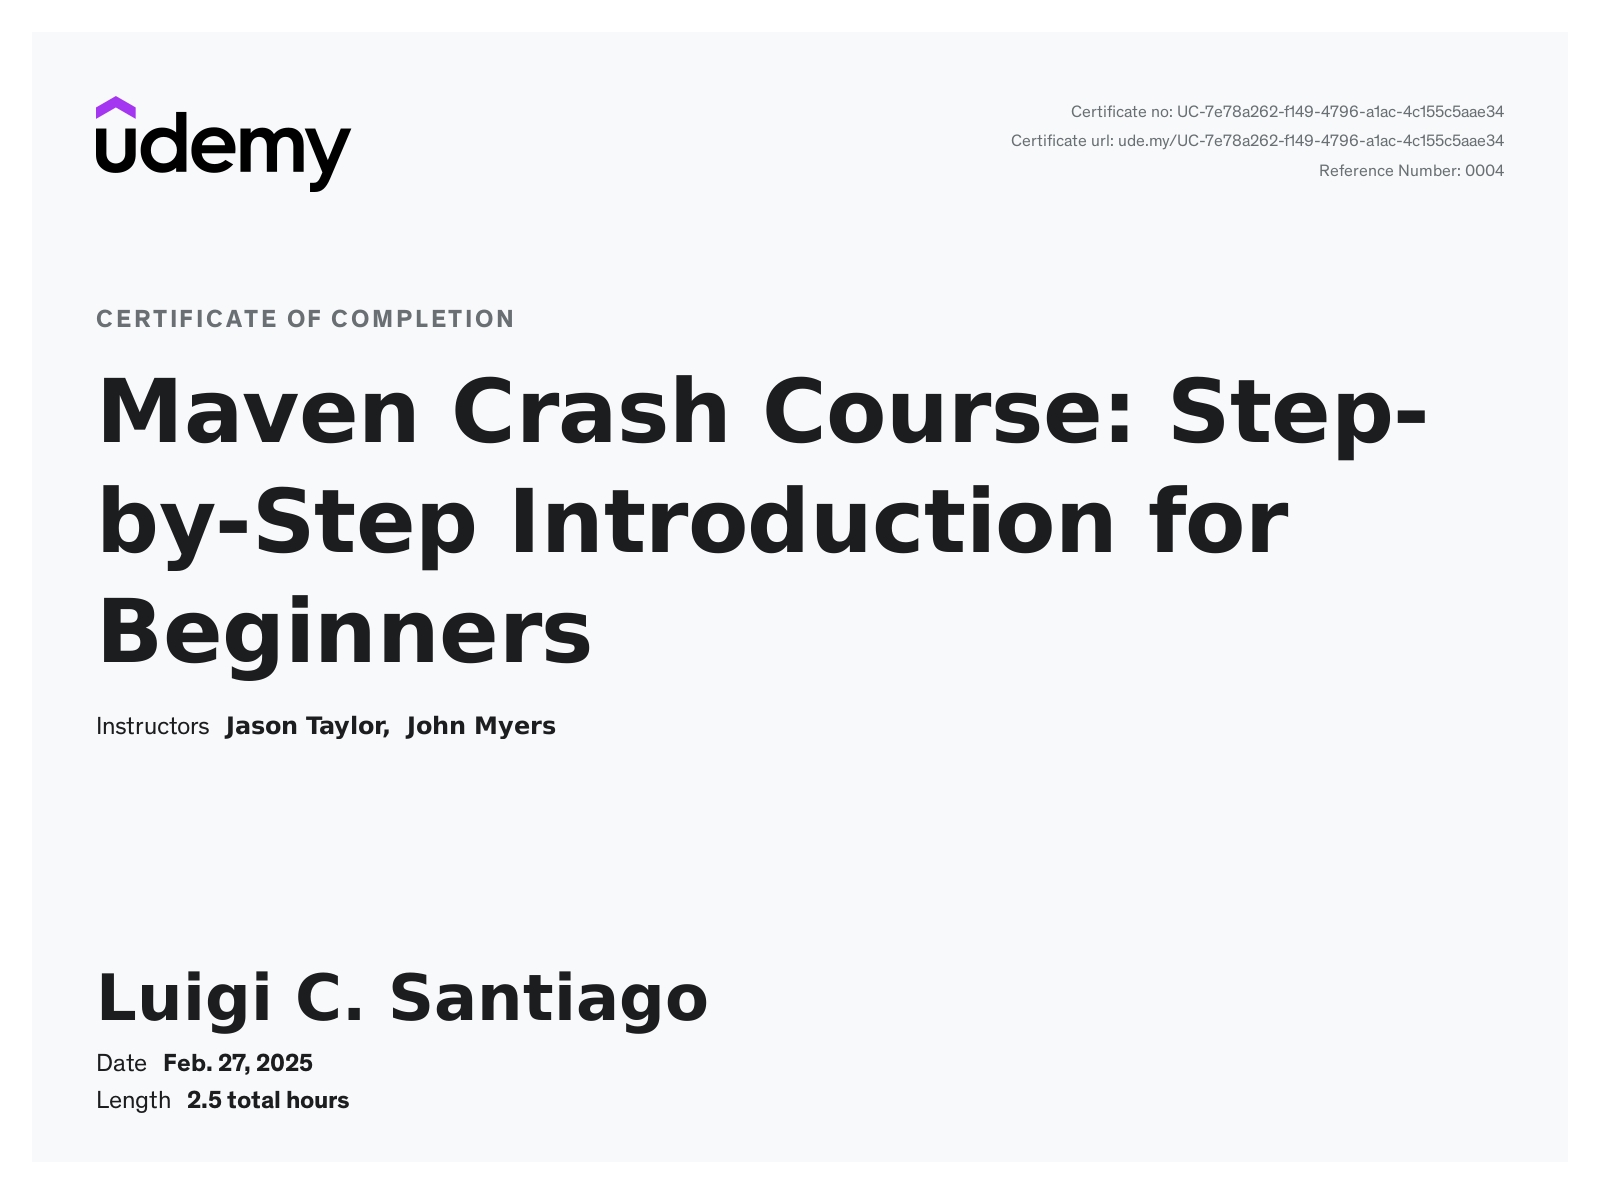 udemy
Certificate no: UC-7e78a262-f149-4796-a1ac-4c155c5aae34
Certificate url: ude.my/UC-7e78a262-f149-4796-a1ac-4c155c5aae34
Reference Number: 0004
CERTIFICATE OF COMPLETION
Maven Crash Course: Step-
by-Step Introduction for
Beginners
Instructors Jason Taylor, John Myers
Luigi C. Santiago
Date Feb. 27, 2025
Length 2.5 total hours